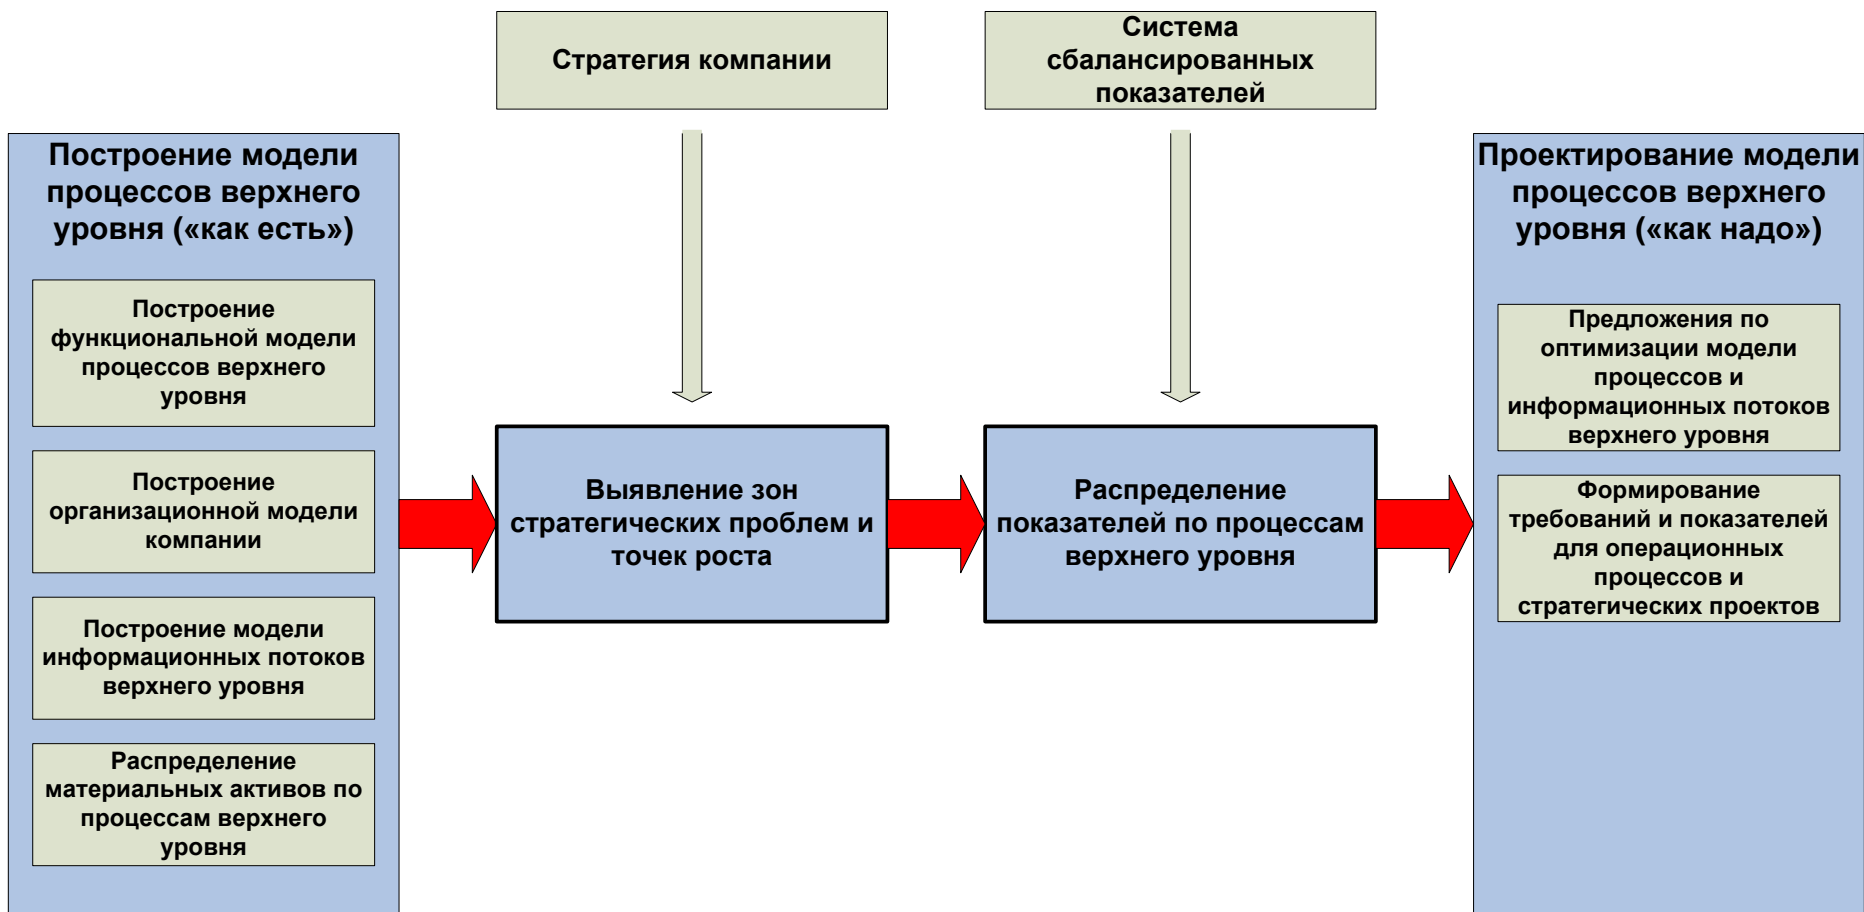 Стратегия компании
Система
сбалансированных
показателей
Построение модели
процессов верхнего
уровня («как есть»)
Построение
функциональной модели
процессов верхнего
уровня
Построение
организационной модели
компании
Построение модели
информационных потоков
верхнего уровня
Распределение
материальных активов по
процессам верхнего
уровня
Выявление зон
стратегических проблем и
точек роста
Распределение
показателей по процессам
верхнего уровня
Проектирование модели
процессов верхнего
уровня («как надо»)
Предложения по
оптимизации модели
процессов и
информационных потоков
верхнего уровня
Формирование
требований и показателей
для операционных
процессов и
стратегических проектов